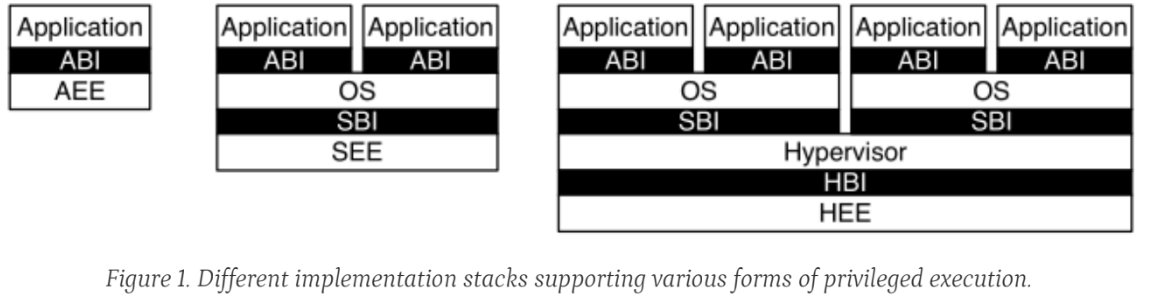 Application Application Application Application Application Application Application
ABI ABI ABI ABI ABI ABI ABI
AEE OS OS OS
SBI SBI SBI
SEE Hypervisor
HBI
HEE
Figure 1. Different implementation stacks supporting various forms of privileged execution.